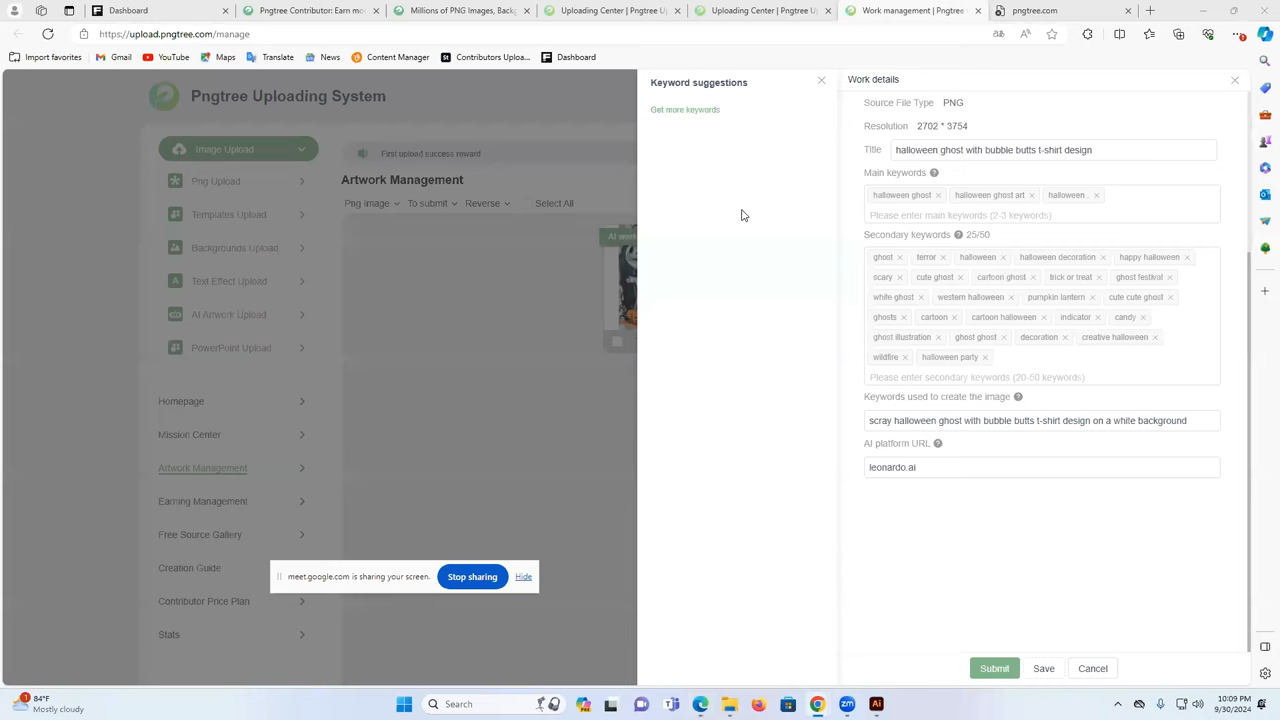 Dashboard
Pngtree Contributor: Earn mo
Millions of PNG Images, Back
Uploading Center | Pngtree Up
Uploading Center | Pngtree Up
Work management | Pngtree U
pngtreee.com
https://upload.pngtree.com/manage
Import favorites
Gmail
YouTube
Maps
Translate
News
Content Manager
Contributors Uploa...
Dashboard
Pngtree Uploading System
Image Upload
Png Upload
Templates Upload
Backgrounds Upload
Text Effect Upload
AI Artwork Upload
PowerPoint Upload
Homepage
Mission Center
Artwork Management
Earning Management
Free Source Gallery
Creation Guide
Contributor Price Plan
Stats
First upload success reward
Artwork Management
Primary
To submit
Reverse
Select All
AI work
meet.google.com is sharing your screen.
Stop sharing
Hide
Keyword suggestions
Get more keywords
Work details
Source File Type PNG
Resolution 2702 * 3754
Title halloween ghost with bubble butts t-shirt design
Main keywords
halloween ghost halloween ghost art halloween .
Please enter main keywords (2-3 keywords)
Secondary keywords 25/50
ghost terror halloween halloween decoration happy halloween
scary cute ghost cartoon ghost trick or treat ghost festival
white ghost western halloween pumpkin lantern cute cute ghost
ghosts cartoon cartoon halloween indicator candy
ghost illustration ghost ghost decoration creative halloween
wildfire halloween party
Please enter secondary keywords (20-50 keywords)
Keywords used to create the image
scray halloween ghost with bubble butts t-shirt design on a white background
AI platform URL
leonardo.ai
Submit
Save
Cancel
84°F
Mostly cloudy
Search
10:09 PM
9/30/2024